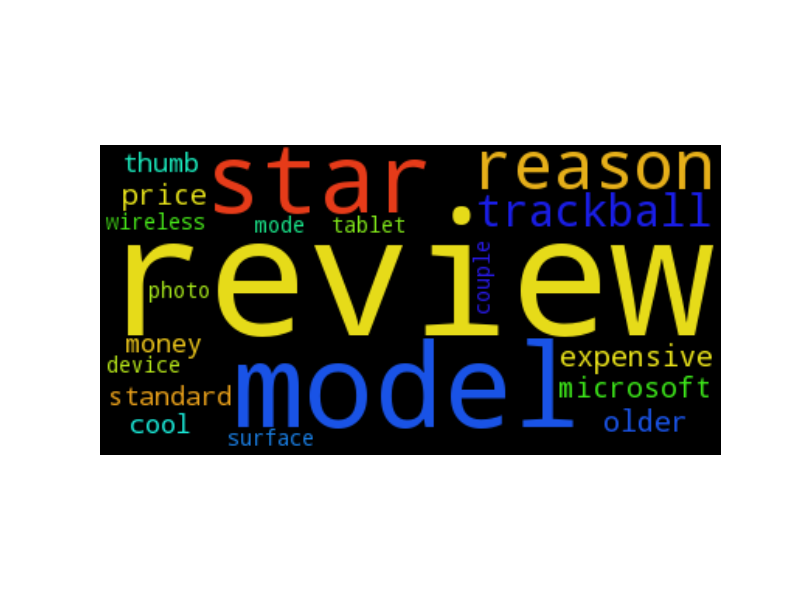 thumb
star
reason
price
trackball
wireless
mode
tablet
review
couple
photo
money
model
expensive
device
microsoft
standard
cool
older
surface